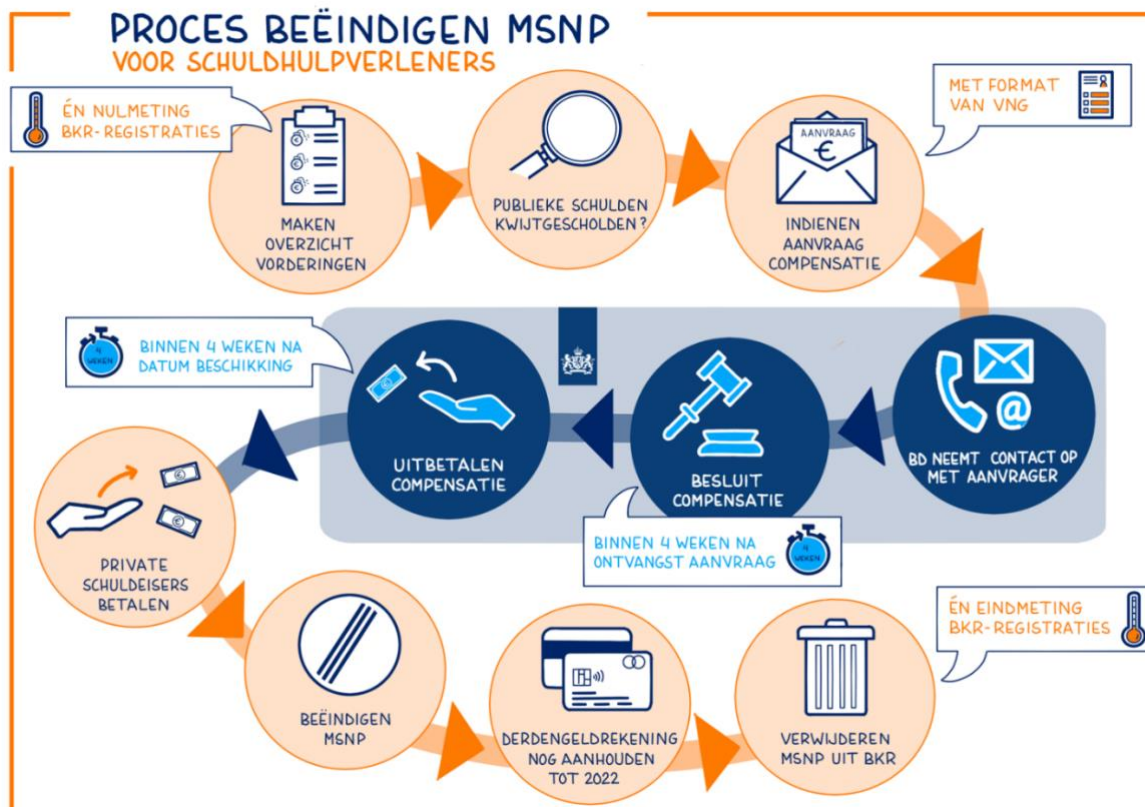 PROCES BEËINDIGEN MSNP
VOOR SCHULDHULPVERLENERS
ÉN NULMETING
BKR-REGISTRATIES
MAKEN
OVERZICHT
VORDERINGEN
PUBLIEKE SCHULDEN
KWIJTGESCHOLDEN?
AANVRAAG
€
INDIENEN
AANVRAAG
COMPENSATIE
MET FORMAT
VAN VNG
BD NEEMT CONTACT OP
MET AANVRAGER
@
BESLUIT
COMPENSATIE
BINNEN 4 WEKEN NA
ONTVANGST AANVRAAG
4
WEKEN
UITBETALEN
COMPENSATIE
BINNEN 4 WEKEN NA
DATUM BESCHIKKING
4
WEKEN
PRIVATE
SCHULDEISERS
BETALEN
BEËINDIGEN
MSNP
DERDENGELDREKENING
NOG AANHOUDEN
TOT 2022
VERWIJDEREN
MSNP UIT BKR
ÉN EINDMETING
BKR-REGISTRATIES